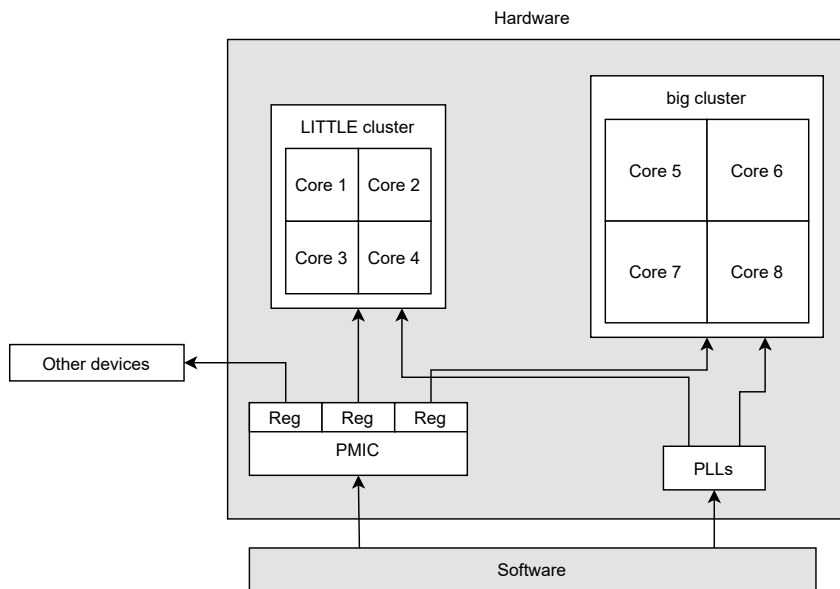 Hardware
LITTLE cluster
Core 1
Core 2
Core 3
Core 4
big cluster
Core 5
Core 6
Core 7
Core 8
Other devices
Reg
Reg
Reg
PMIC
PLLs
Software